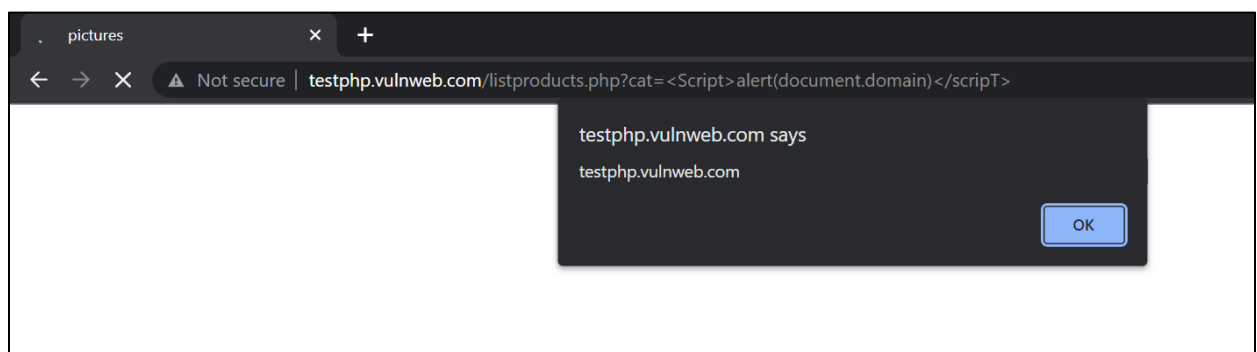 pictures
Not secure | testphp.vulnweb.com/listproducts.php?cat=<Script>alert(document.domain)</scripT>
testphp.vulnweb.com says
testphp.vulnweb.com
OK